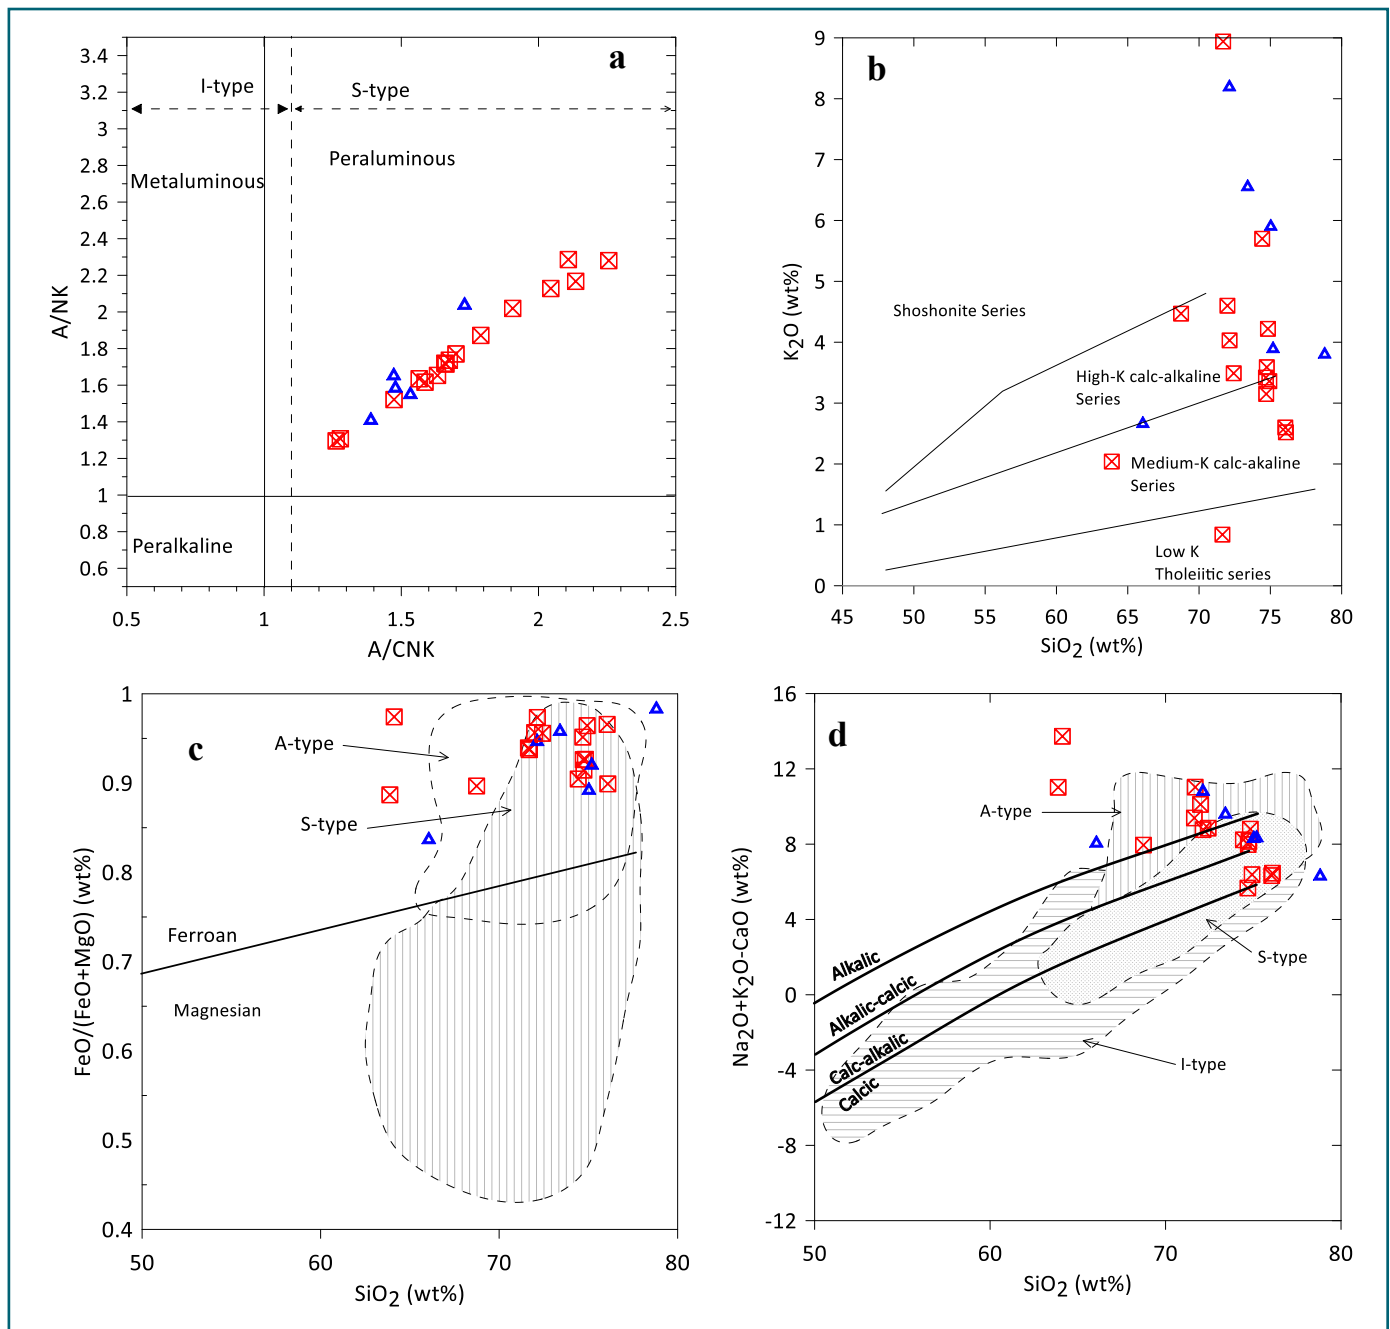 a
I-type
S-type
Peraluminous
Metaluminous
Peralkaline
3.4
3.2
3
2.8
2.6
2.4
2.2
2
1.8
1.6
1.4
1.2
1
0.8
0.6
A/NK
0.5
1
1.5
2
2.5
A/CNK
b
9
8
7
6
5
4
3
2
1
0
K2O (wt%)
Shoshonite Series
High-K calc-alkaline
Series
Medium-K calc-akaline
Series
Low K
Tholeiitic series
45
50
55
60
65
70
75
80
SiO2 (wt%)
c
1
0.9
0.8
0.7
0.6
0.5
0.4
FeO/(FeO+MgO) (wt%)
A-type
S-type
Ferroan
Magnesian
50
60
70
80
SiO2 (wt%)
d
16
12
8
4
0
-4
-8
-12
Na2O+K2O-CaO (wt%)
A-type
S-type
I-type
Alkalic
Alkalic-calcic
Calc-alkalic
Calcic
50
60
70
80
SiO2 (wt%)